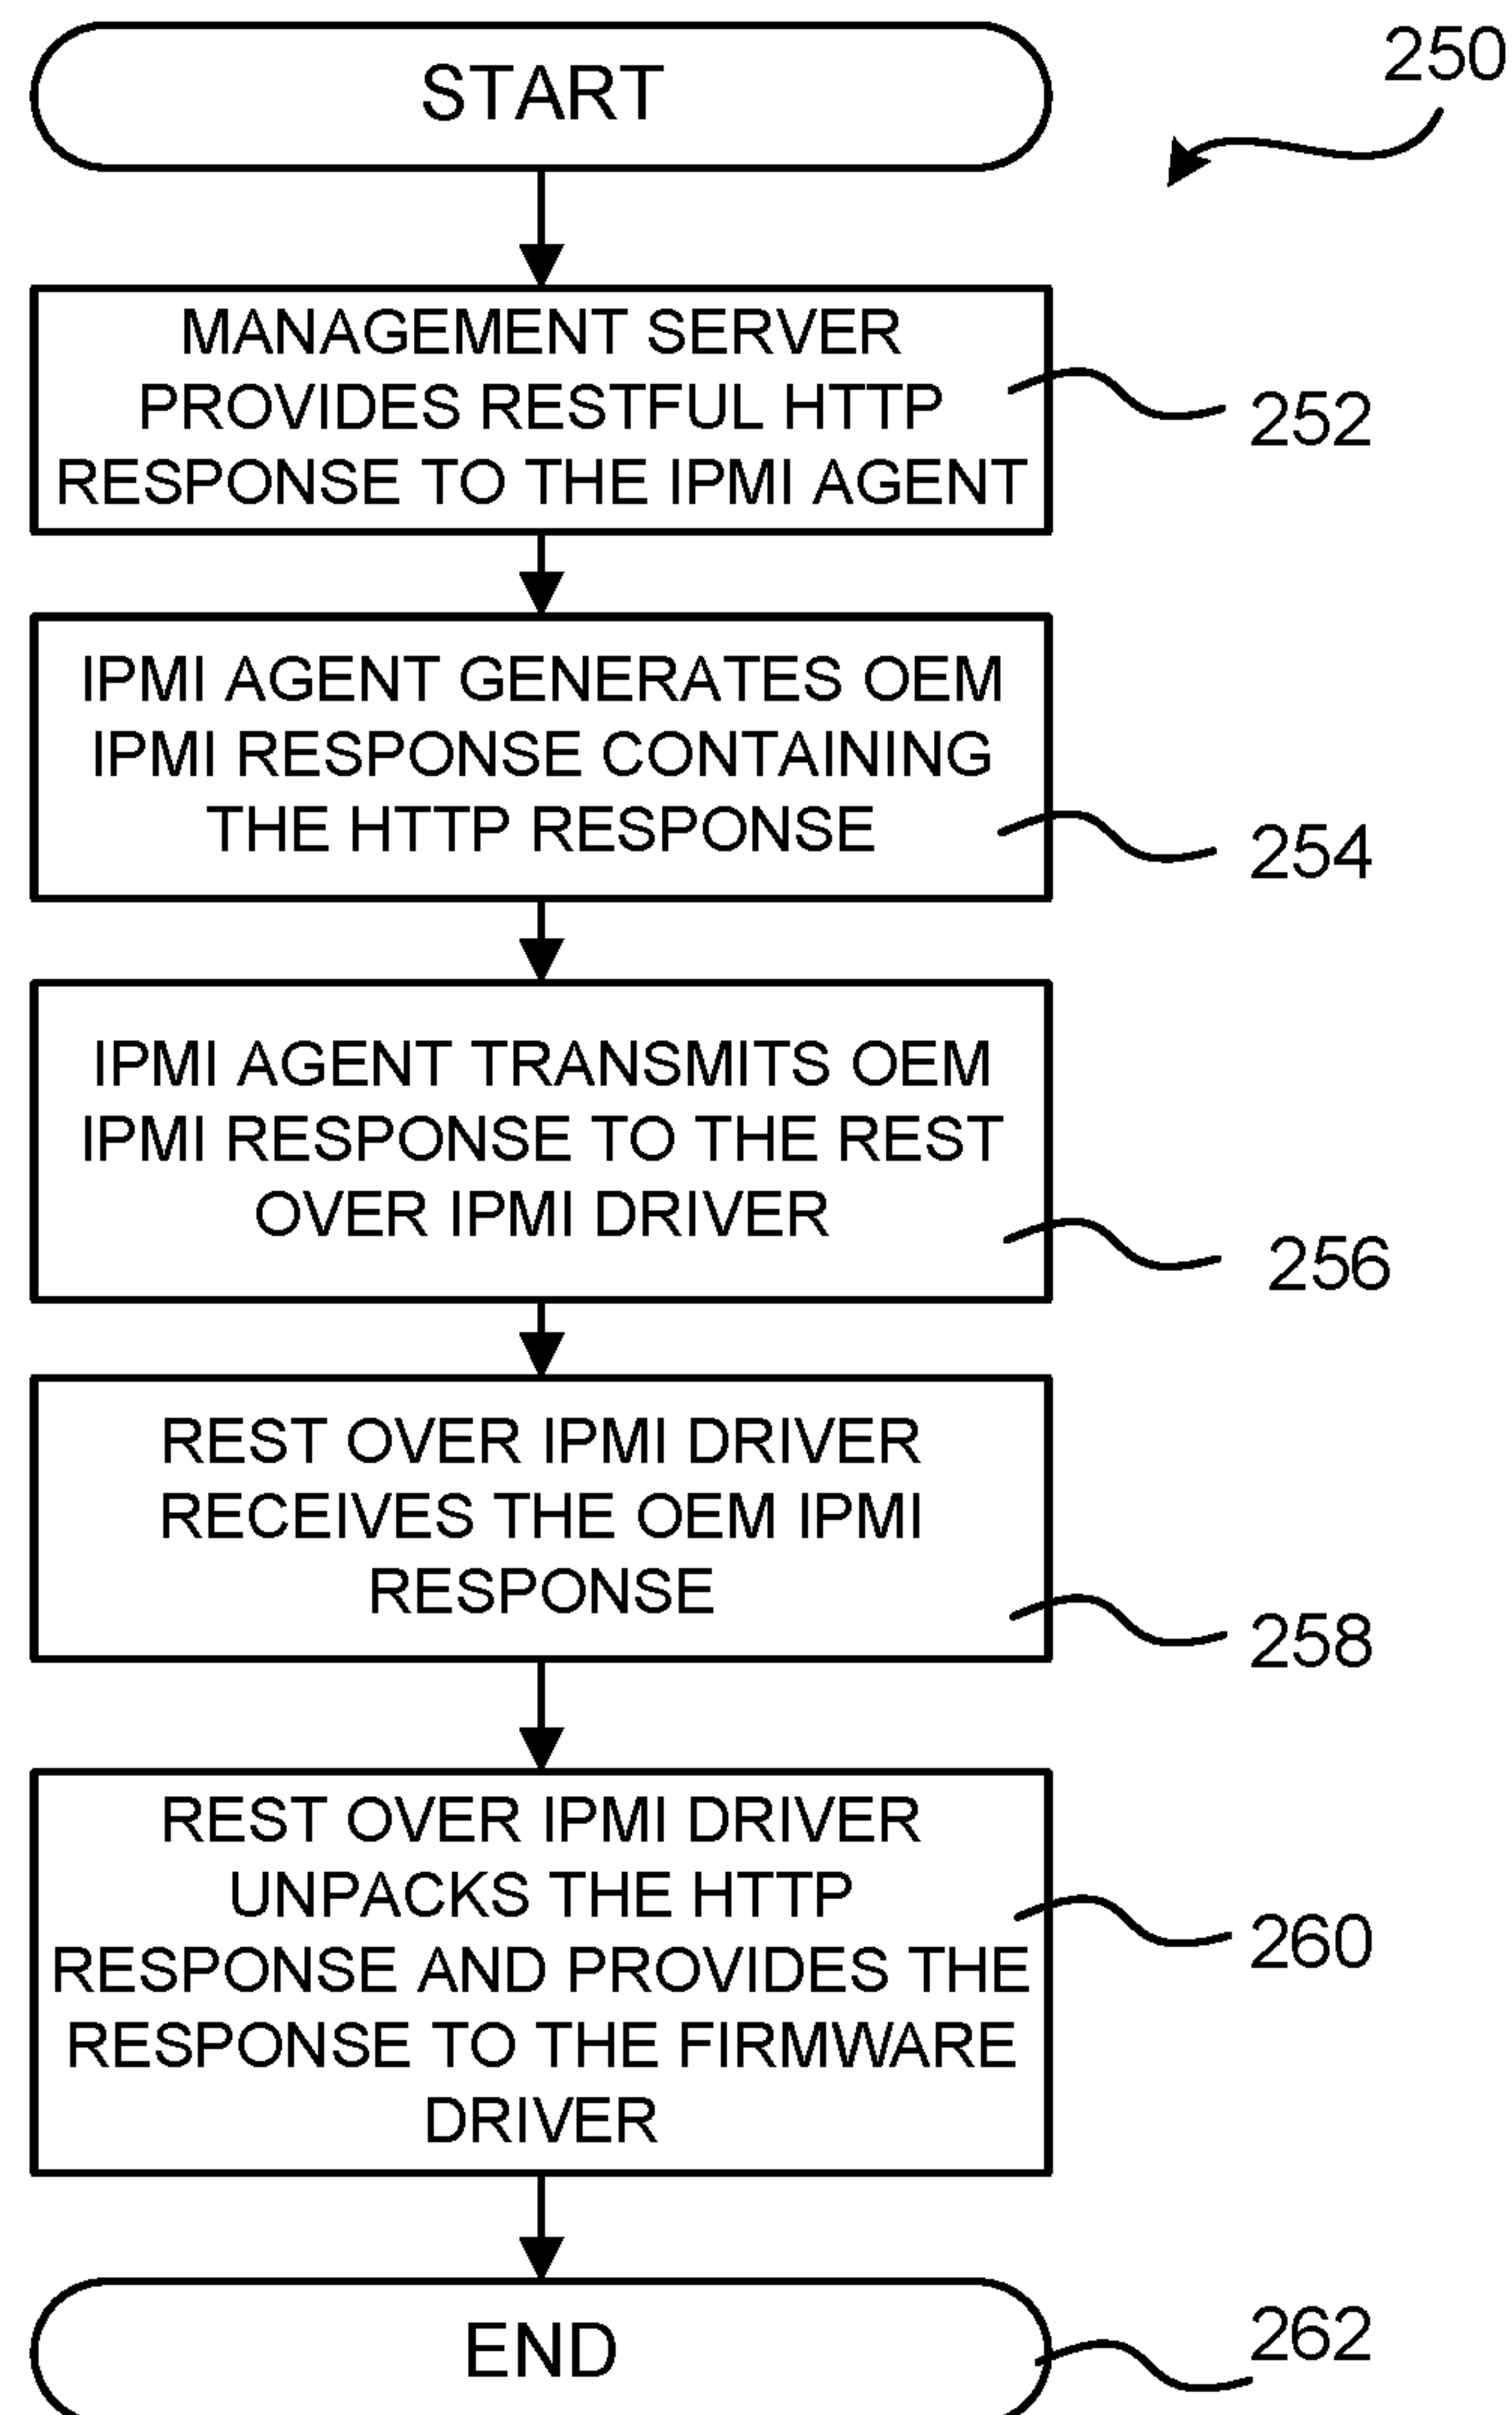 START
250
MANAGEMENT SERVER
PROVIDES RESTFUL HTTP
RESPONSE TO THE IPMI AGENT
252
IPMI AGENT GENERATES OEM
IPMI RESPONSE CONTAINING
THE HTTP RESPONSE
254
IPMI AGENT TRANSMITS OEM
IPMI RESPONSE TO THE REST
OVER IPMI DRIVER
256
REST OVER IPMI DRIVER
RECEIVES THE OEM IPMI
RESPONSE
258
REST OVER IPMI DRIVER
UNPACKS THE HTTP
RESPONSE AND PROVIDES THE
RESPONSE TO THE FIRMWARE
DRIVER
260
END
262